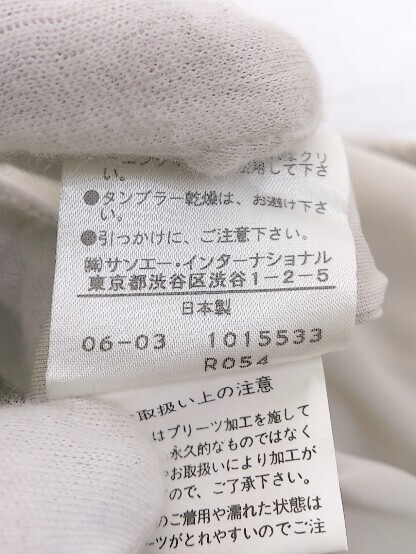 用して下さ
い。
●タンブラー乾燥は、お避け下さ
い。
●引っかけに、ご注意下さい。
㈱サンエー・インターナショナル
東京都渋谷区渋谷1-2-5
日本製
06-03 1015533
R054
取扱い上の注意
はプリーツ加工を施して
永久的なものではなく
お取扱いにより加工が
ので、ご了承下さい。
のご着用や濡れた状態は
ーツがとれやすいのでご注